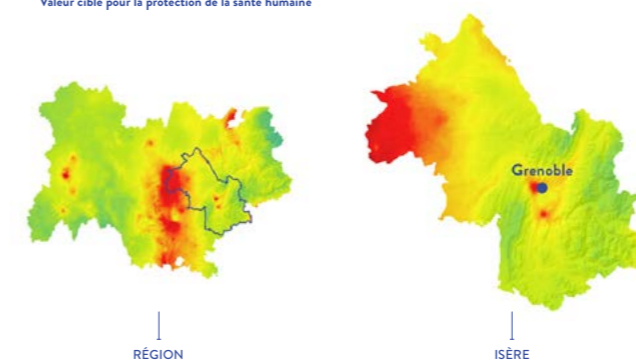 Valeur cible pour la protection de la santé humaine
Grenoble
RÉGION
ISÈRE